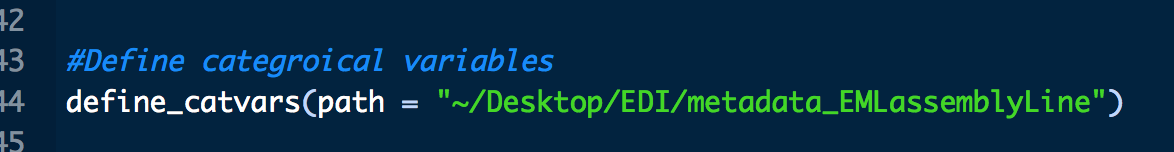 42
43 #Define categroical variables
44 define_catvars(path = "~/Desktop/EDI/metadata_EMLassemblyLine")
45